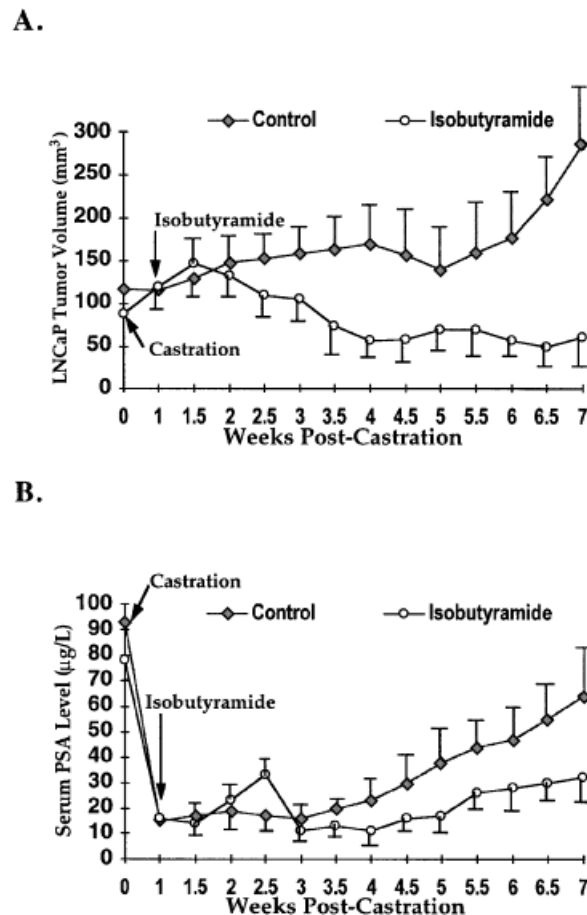 A.
Control Isobutyramide
LNCaP Tumor Volume (mm³)
300
250
200
150
100
50
0
Isobutyramide
Castration
0 1 1.5 2 2.5 3 3.5 4 4.5 5 5.5 6 6.5 7
Weeks Post-Castration
B.
Castration
Control Isobutyramide
Serum PSA Level (µg/L)
100
90
80
70
60
50
40
30
20
10
0
Isobutyramide
0 1 1.5 2 2.5 3 3.5 4 4.5 5 5.5 6 6.5 7
Weeks Post-Castration